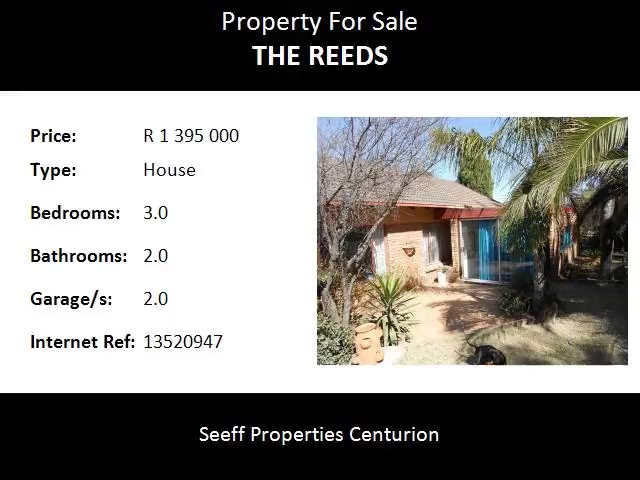 Property For Sale
THE REEDS
Price: R 1 395 000
Type: House
Bedrooms: 3.0
Bathrooms: 2.0
Garage/s: 2.0
Internet Ref: 13520947
Seeff Properties Centurion